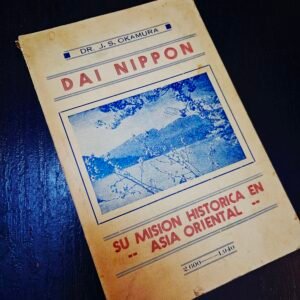 DR. J. S. OKAMURA
DAI NIPPON
SU MISION HISTORICA EN
-- ASIA ORIENTAL --
2600——1940